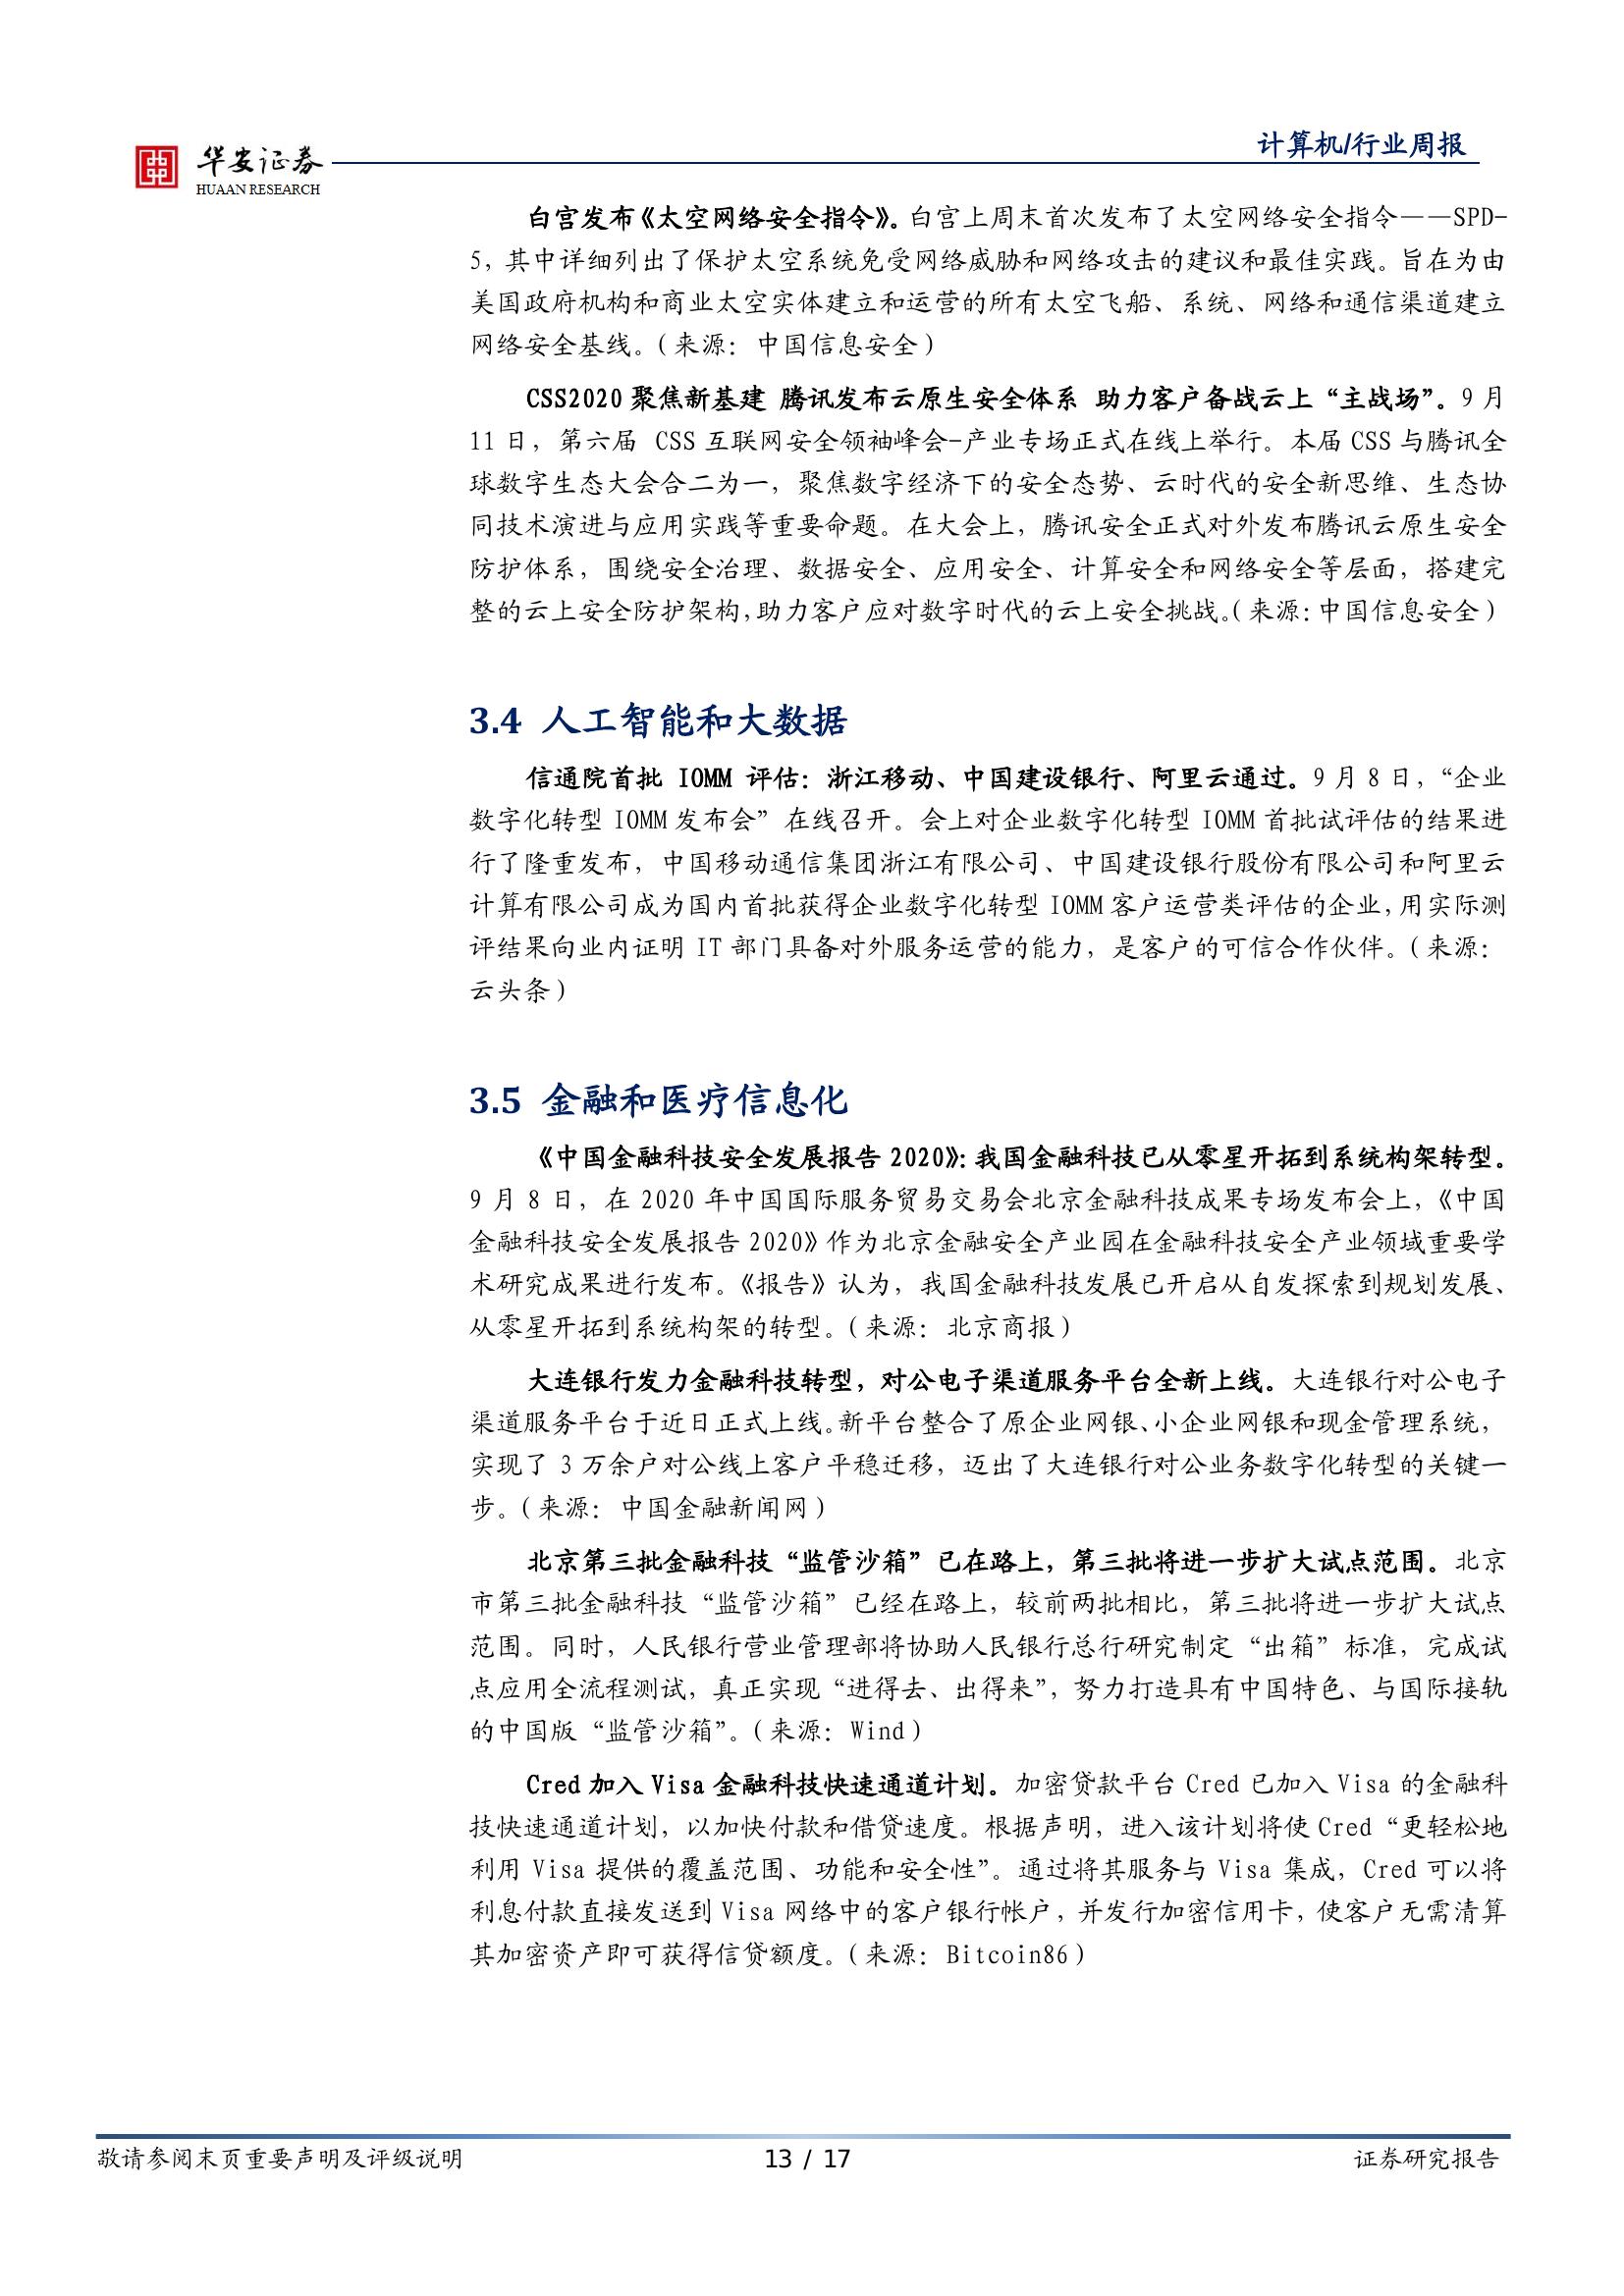 华安证券
HUAAN RESEARCH
计算机/行业周报
白宫发布《太空网络安全指令》。白宫上周末首次发布了太空网络安全指令——SPD-
5，其中详细列出了保护太空系统免受网络威胁和网络攻击的建议和最佳实践。旨在为由
美国政府机构和商业太空实体建立和运营的所有太空飞船、系统、网络和通信渠道建立
网络安全基线。（来源：中国信息安全）
CSS2020 聚焦新基建 腾讯发布云原生安全体系 助力客户备战云上“主战场”。9 月
11 日，第六届 CSS 互联网安全领袖峰会-产业专场正式在线上举行。本届 CSS 与腾讯全
球数字生态大会合二为一，聚焦数字经济下的安全态势、云时代的安全新思维、生态协
同技术演进与应用实践等重要命题。在大会上，腾讯安全正式对外发布腾讯云原生安全
防护体系，围绕安全治理、数据安全、应用安全、计算安全和网络安全等层面，搭建完
整的云上安全防护架构，助力客户应对数字时代的云上安全挑战。（来源：中国信息安全）
3.4 人工智能和大数据
信通院首批 IOMM 评估：浙江移动、中国建设银行、阿里云通过。9 月 8 日，“企业
数字化转型 IOMM 发布会”在线召开。会上对企业数字化转型 IOMM 首批试评估的结果进
行了隆重发布，中国移动通信集团浙江有限公司、中国建设银行股份有限公司和阿里云
计算有限公司成为国内首批获得企业数字化转型 IOMM 客户运营类评估的企业，用实际测
评结果向业内证明 IT 部门具备对外服务运营的能力，是客户的可信合作伙伴。（来源：
云头条）
3.5 金融和医疗信息化
《中国金融科技安全发展报告 2020》：我国金融科技已从零星开拓到系统构架转型。
9 月 8 日，在 2020 年中国国际服务贸易交易会北京金融科技成果专场发布会上，《中国
金融科技安全发展报告 2020》作为北京金融安全产业园在金融科技安全产业领域重要学
术研究成果进行发布。《报告》认为，我国金融科技发展已开启从自发探索到规划发展、
从零星开拓到系统构架的转型。（来源：北京商报）
大连银行发力金融科技转型，对公电子渠道服务平台全新上线。大连银行对公电子
渠道服务平台于近日正式上线。新平台整合了原企业网银、小企业网银和现金管理系统，
实现了 3 万余户对公线上客户平稳迁移，迈出了大连银行对公业务数字化转型的关键一
步。（来源：中国金融新闻网）
北京第三批金融科技“监管沙箱”已在路上，第三批将进一步扩大试点范围。北京
市第三批金融科技“监管沙箱”已经在路上，较前两批相比，第三批将进一步扩大试点
范围。同时，人民银行营业管理部将协助人民银行总行研究制定“出箱”标准，完成试
点应用全流程测试，真正实现“进得去、出得来”，努力打造具有中国特色、与国际接轨
的中国版“监管沙箱”。（来源：Wind）
Cred 加入 Visa 金融科技快速通道计划。加密贷款平台 Cred 已加入 Visa 的金融科
技快速通道计划，以加快付款和借贷速度。根据声明，进入该计划将使 Cred“更轻松地
利用 Visa 提供的覆盖范围、功能和安全性”。通过将其服务与 Visa 集成，Cred 可以将
利息付款直接发送到 Visa 网络中的客户银行帐户，并发行加密信用卡，使客户无需清算
其加密资产即可获得信贷额度。（来源：Bitcoin86）
敬请参阅末页重要声明及评级说明
13 / 17
证券研究报告